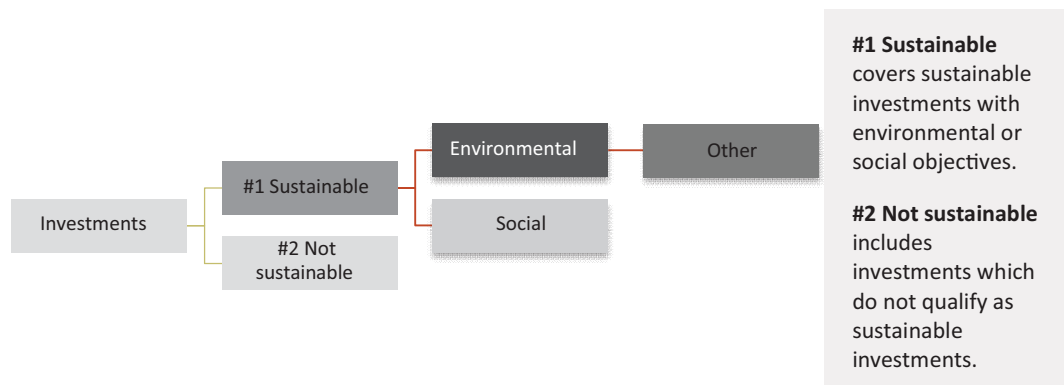 Investments
#1 Sustainable
#2 Not
sustainable
Environmental
Social
Other
#1 Sustainable
covers sustainable
investments with
environmental or
social objectives.
#2 Not sustainable
includes
investments which
do not qualify as
sustainable
investments.